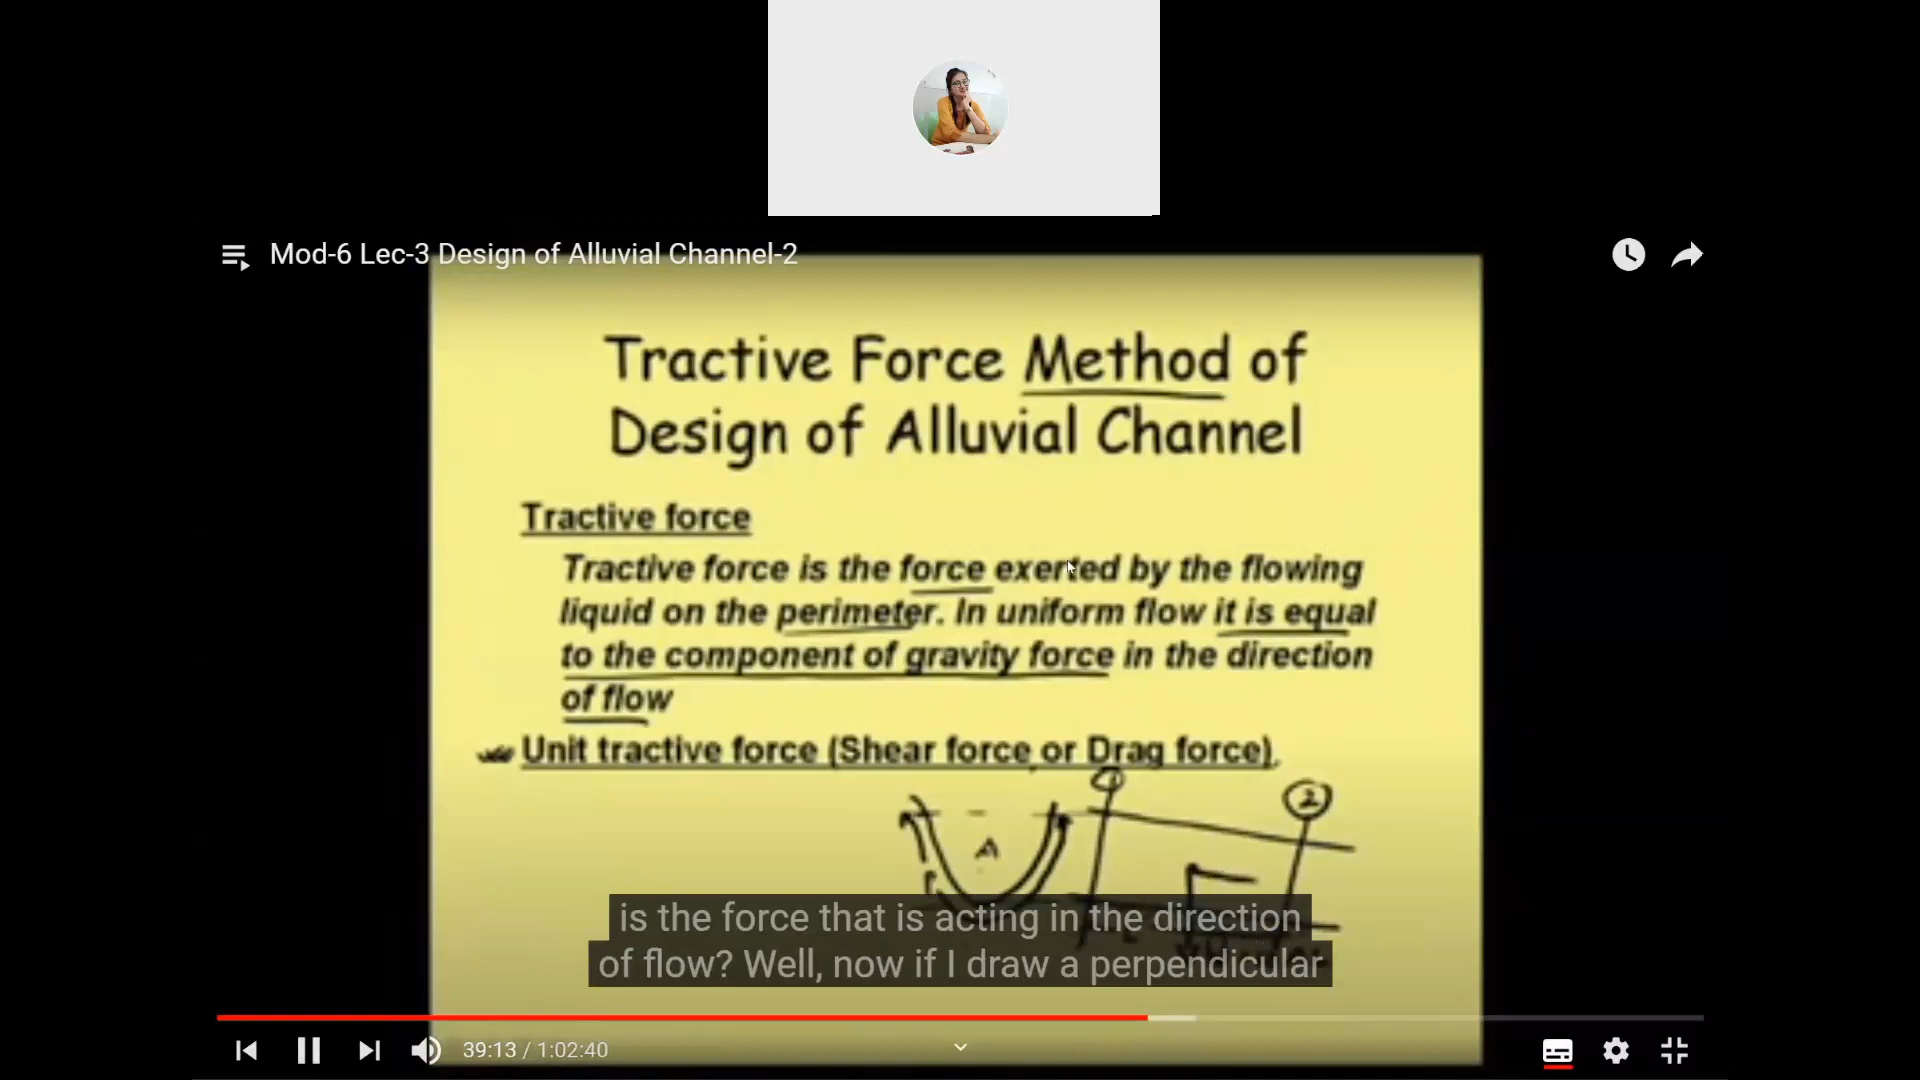 Mod-6 Lec-3 Design of Alluvial Channel-2
Tractive Force Method of
Design of Alluvial Channel
Tractive force
Tractive force is the force exerted by the flowing
liquid on the perimeter. In uniform flow it is equal
to the component of gravity force in the direction
of flow
Unit tractive force (Shear force or Drag force)
1
2
A
is the force that is acting in the direction
of flow? Well, now if I draw a perpendicular
39:13 / 1:02:40